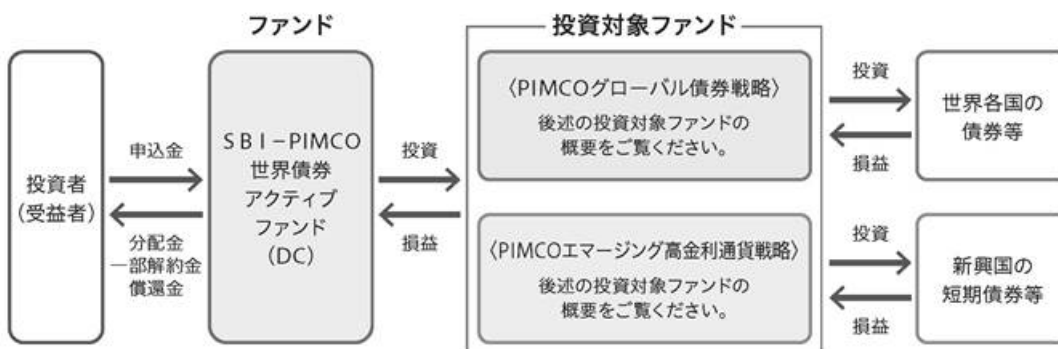 ファンド
投資対象ファンド
投資者
(受益者)
申込金
分配金
一部解約金
償還金
SBI-PIMCO
世界債券
アクティブ
ファンド
(DC)
投資
損益
〈PIMCOグローバル債券戦略〉
後述の投資対象ファンドの
概要をご覧ください。
投資
損益
世界各国の
債券等
〈PIMCOエマージング高金利通貨戦略〉
後述の投資対象ファンドの
概要をご覧ください。
投資
損益
新興国の
短期債券等